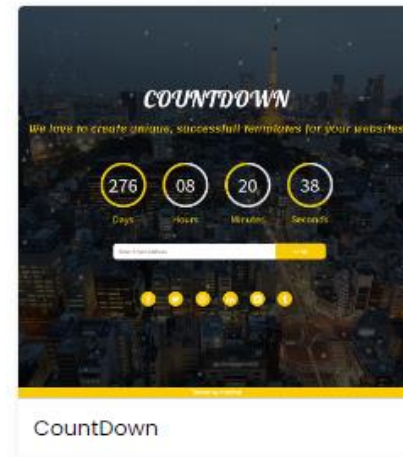 COUNTDOWN
We love to create unique, successfull templates for your websites
276 08 20 38
Days Hours Minutes Seconds
CountDown